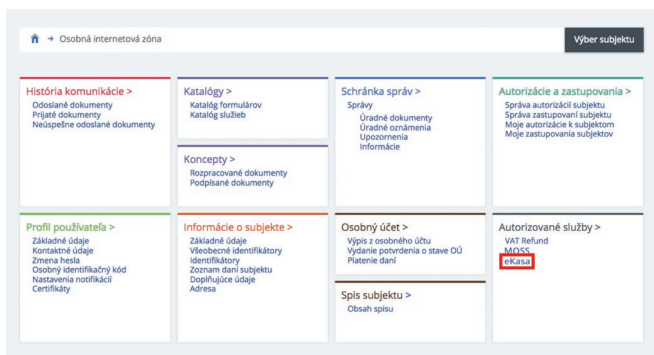 Osobná internetová zóna
Výber subjektu
História komunikácie >
Odoslané dokumenty
Prijaté dokumenty
Neúspešne odoslané dokumenty
Katalógy >
Katalóg formulárov
Katalóg služieb
Koncepty >
Rozpracované dokumenty
Podpísané dokumenty
Schránka správ >
Správy
Úradné dokumenty
Úradné oznámenia
Upozornenia
Informácie
Autorizácie a zastupovania >
Správa autorizácií subjektu
Správa zastupovaní subjektu
Moje autorizácie k subjektom
Moje zastupovania subjektov
Profil používateľa >
Základné údaje
Kontaktné údaje
Zmena hesla
Osobný identifikačný kód
Nastavenia notifikácií
Certifikáty
Informácie o subjekte >
Základné údaje
Všeobecné identifikátory
Identifikátory
Zoznam daní subjektu
Doplňujúce údaje
Adresa
Osobný účet >
Výpis z osobného účtu
Vydanie potvrdenia o stave OÚ
Platenie daní
Spis subjektu >
Obsah spisu
Autorizované služby >
VAT Refund
MOSS
eKasa